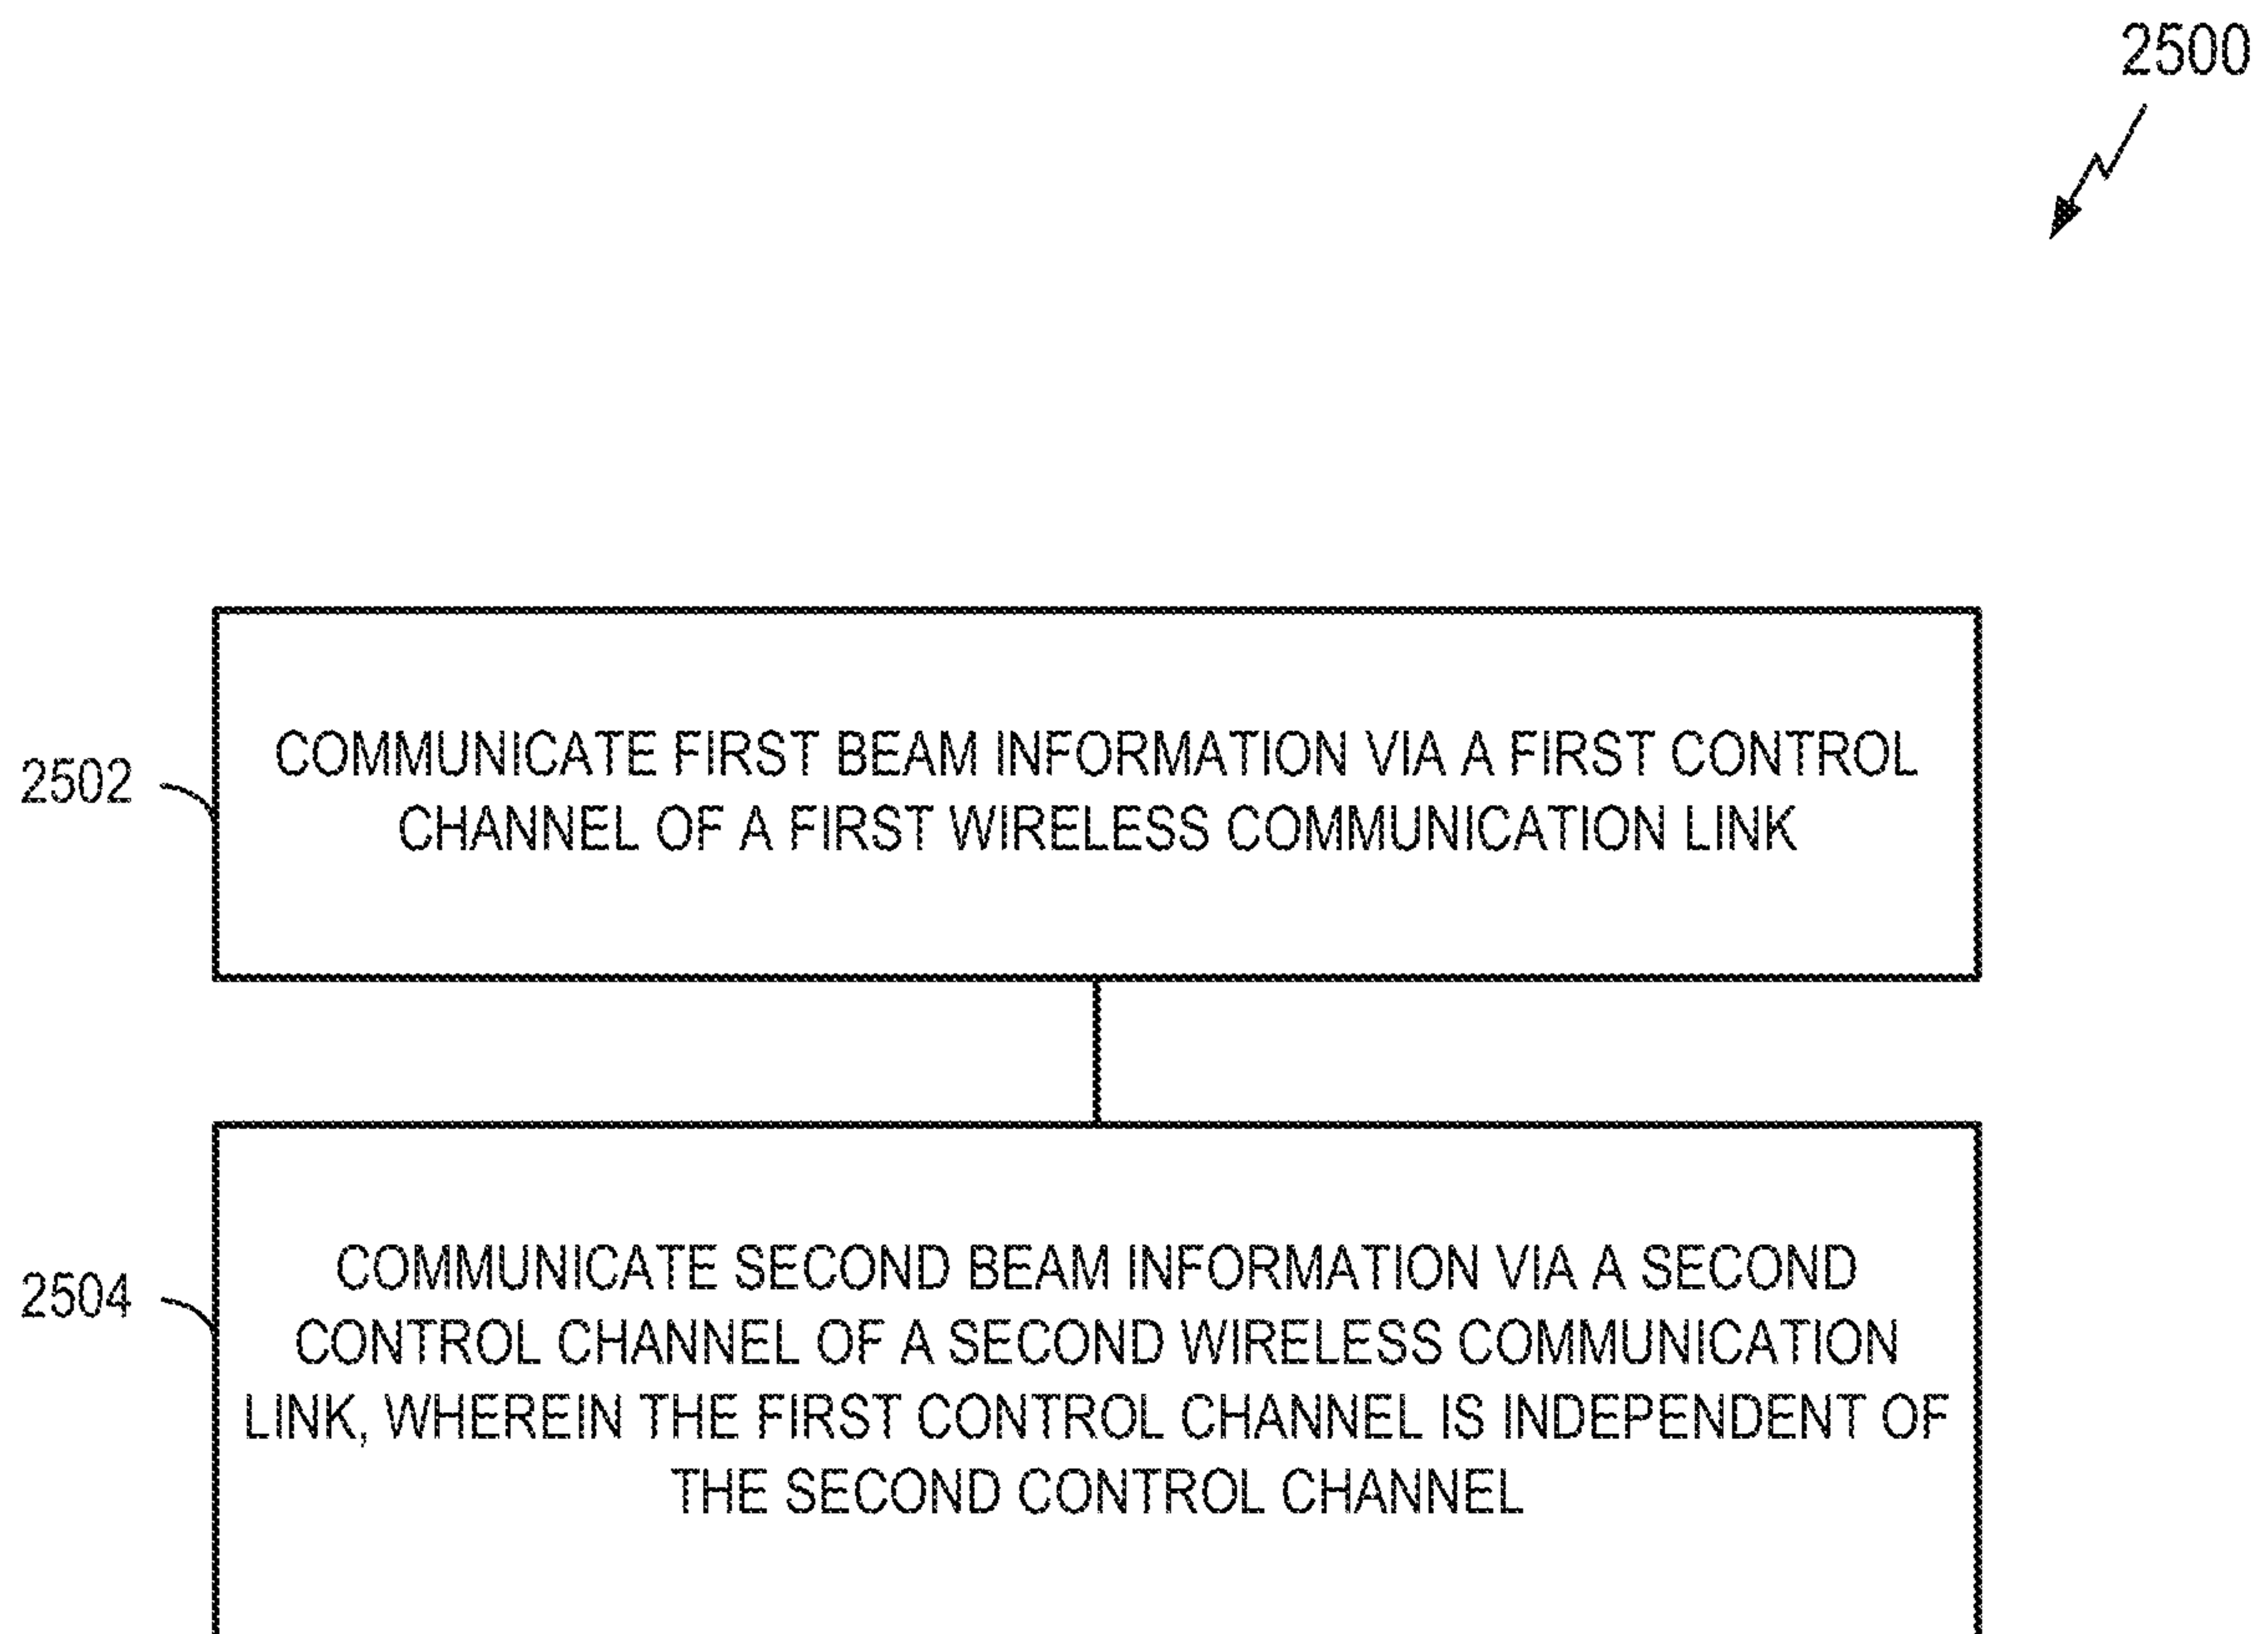 2500
2502
COMMUNICATE FIRST BEAM INFORMATION VIA A FIRST CONTROL
CHANNEL OF A FIRST WIRELESS COMMUNICATION LINK
2504
COMMUNICATE SECOND BEAM INFORMATION VIA A SECOND
CONTROL CHANNEL OF A SECOND WIRELESS COMMUNICATION
LINK, WHEREIN THE FIRST CONTROL CHANNEL IS INDEPENDENT OF
THE SECOND CONTROL CHANNEL